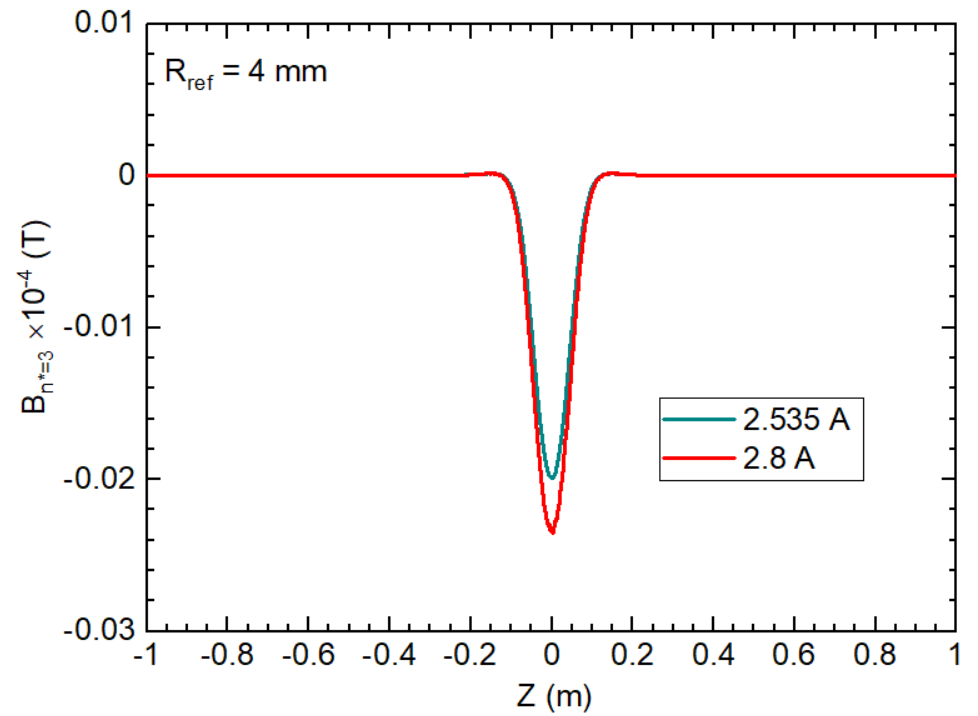 0.01
R_ref = 4 mm
0
B_n*=3 ×10^-4 (T)
-0.01
2.535 A
2.8 A
-0.02
-0.03
-1 -0.8 -0.6 -0.4 -0.2 0 0.2 0.4 0.6 0.8 1
Z (m)